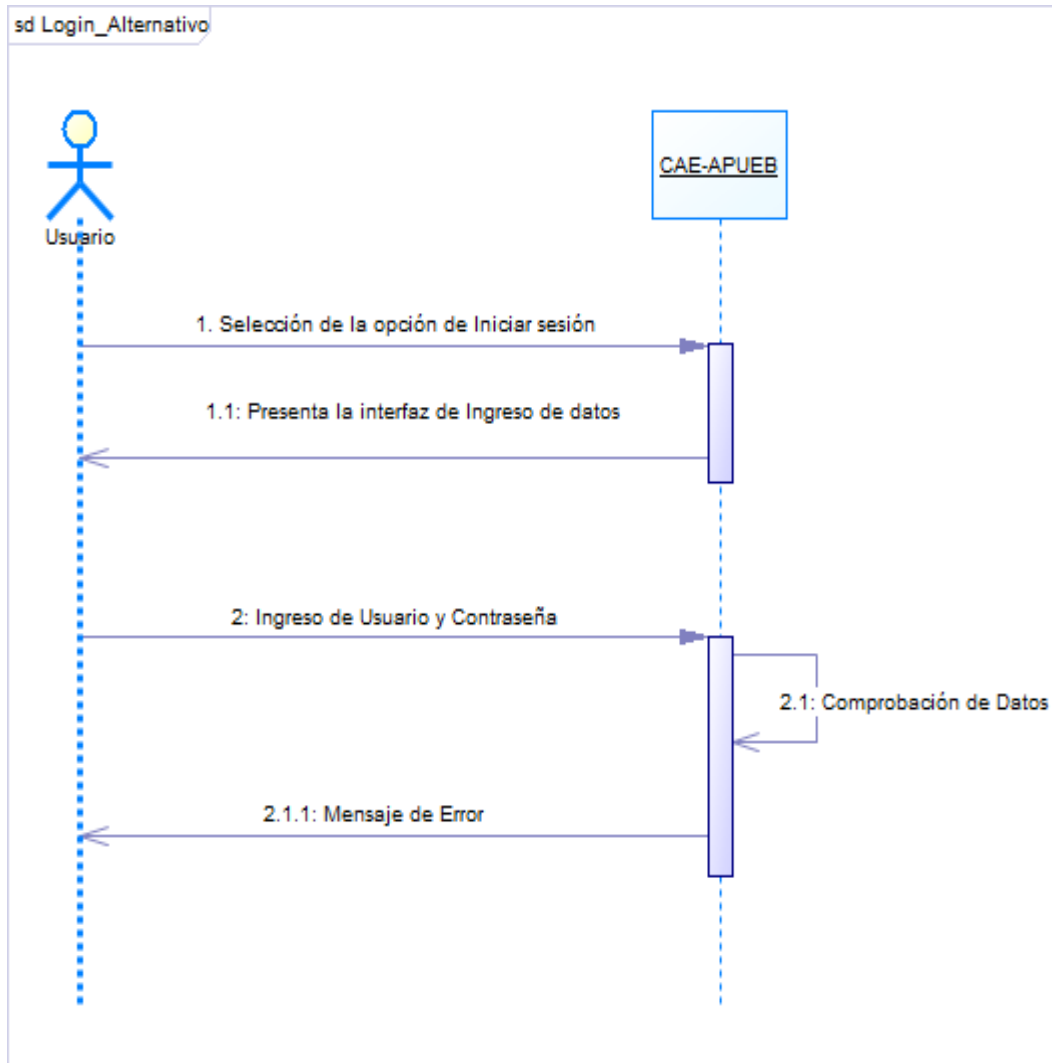 sd Login_Alternativo
CAE-APUEB
Usuario
1. Selección de la opción de Iniciar sesión
1.1: Presenta la interfaz de Ingreso de datos
2: Ingreso de Usuario y Contraseña
2.1: Comprobación de Datos
2.1.1: Mensaje de Error